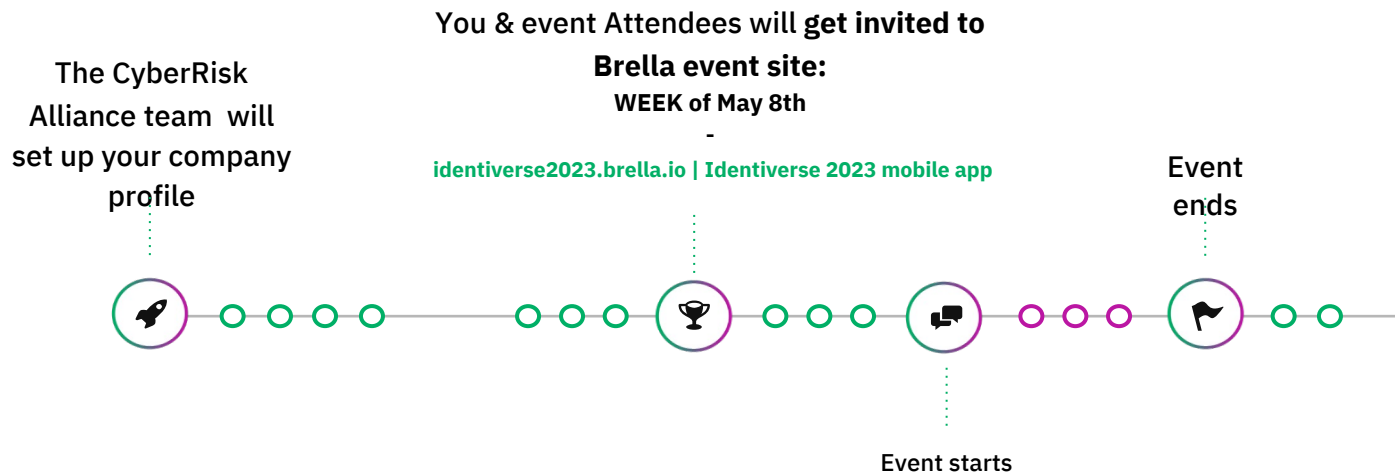 The CyberRisk
Alliance team will
set up your company
profile
You & event Attendees will get invited to
Brella event site:
WEEK of May 8th
-
identiverse2023.brella.io | Identiverse 2023 mobile app
Event
ends
Event starts